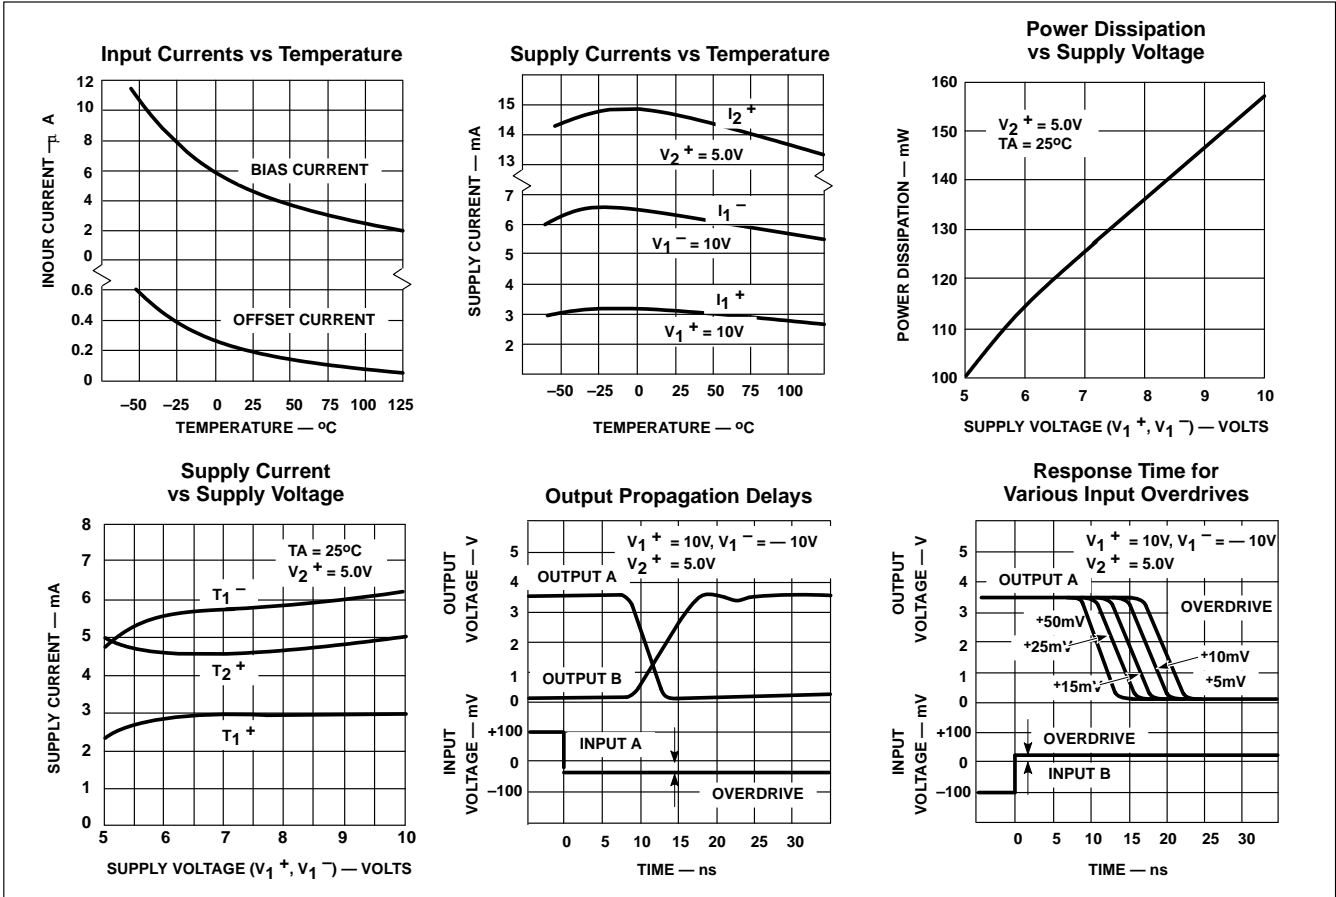 Input Currents vs Temperature
12
10
8
6
4
2
0
0.6
0.4
0.2
0
INOUR CURRENT —μ A
BIAS CURRENT
OFFSET CURRENT
–50 –25 0 25 50 75 100 125
TEMPERATURE — oC
Supply Currents vs Temperature
15
14
13
7
6
5
4
3
2
SUPPLY CURRENT — mA
I2 +
V2 + = 5.0V
I1 –
V1 – = 10V
I1 +
V1 + = 10V
–50 –25 0 25 50 75 100
TEMPERATURE — oC
Power Dissipation
vs Supply Voltage
160
150
140
130
120
110
100
POWER DISSIPATION — mW
V2 + = 5.0V
TA = 25oC
5 6 7 8 9 10
SUPPLY VOLTAGE (V1 +, V1 –) — VOLTS
Supply Current
vs Supply Voltage
8
7
6
5
4
3
2
1
0
SUPPLY CURRENT — mA
TA = 25oC
V2 + = 5.0V
T1 –
T2 +
T1 +
5 6 7 8 9 10
SUPPLY VOLTAGE (V1 +, V1 –) — VOLTS
Output Propagation Delays
OUTPUT
VOLTAGE — V
5
4
3
2
1
0
V1 + = 10V, V1 – = — 10V
V2 + = 5.0V
OUTPUT A
OUTPUT B
INPUT
VOLTAGE — mV
+100
0
–100
INPUT A
OVERDRIVE
0 5 10 15 20 25 30
TIME — ns
Response Time for
Various Input Overdrives
OUTPUT
VOLTAGE — V
5
4
3
2
1
0
V1 + = 10V, V1 – = — 10V
V2 + = 5.0V
OUTPUT A
OVERDRIVE
+50mV
+25mV
+15mV
+10mV
+5mV
INPUT
VOLTAGE — mV
+100
0
–100
OVERDRIVE
INPUT B
0 5 10 15 20 25 30
TIME — ns